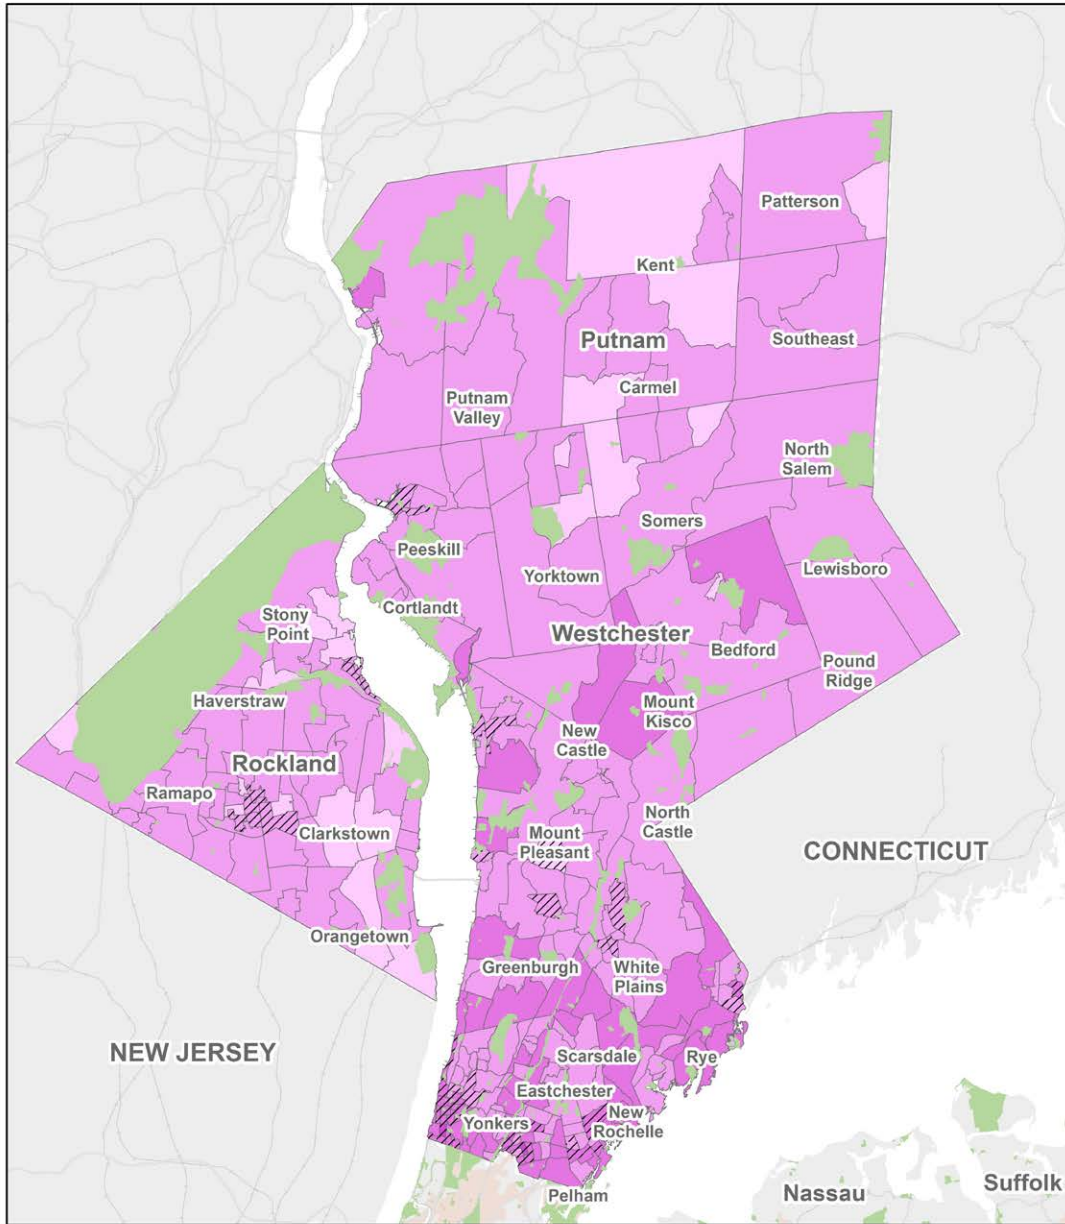 Patterson
Kent
Putnam
Southeast
Carmel
Putnam
Valley
North
Salem
Somers
Peeskill
Yorktown
Lewisboro
Cortlandt
Stony
Point
Westchester
Bedford
Pound
Ridge
Haverstraw
Mount
Kisco
New
Castle
Rockland
Ramapo
Clarkstown
Mount
Pleasant
North
Castle
CONNECTICUT
Orangetown
Greenburgh
White
Plains
NEW JERSEY
Scarsdale
Rye
Eastchester
Yonkers
New
Rochelle
Pelham
Nassau
Suffolk